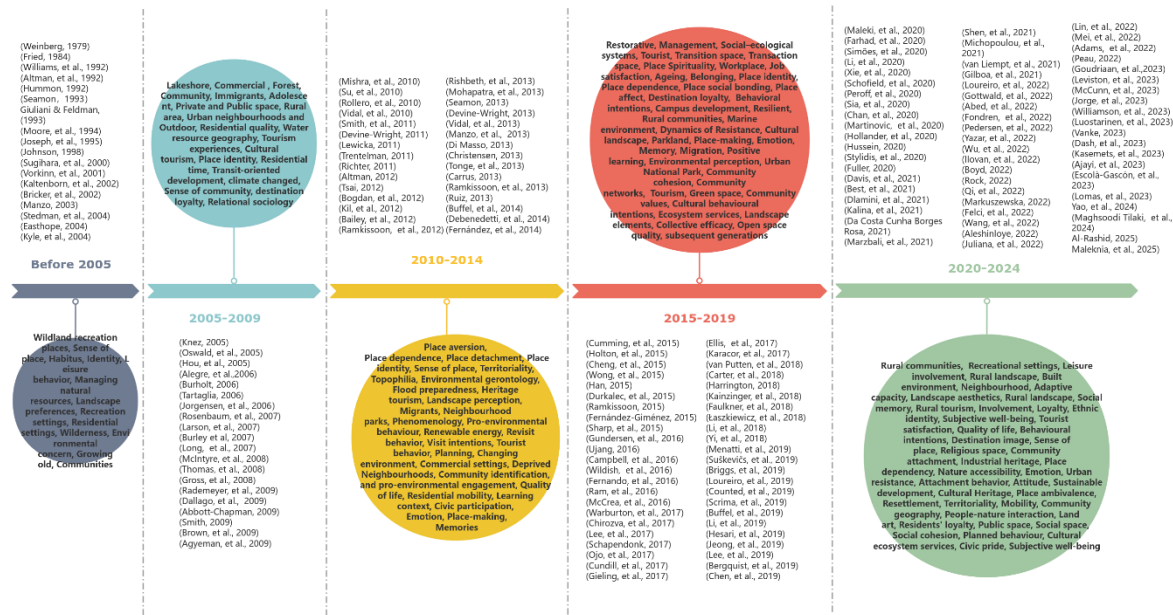 (Weinberg, 1979)
(Fried, 1984)
(Williams, et al., 1992)
(Altman, et al., 1992)
(Hummon, et al., 1992)
(Seamon, 1993)
Giuliani & Feldman,
(1993)
(Moore, et al., 1994)
(Joseph, et al., 1995)
(Johnson, 1998)
(Sugihara, et al., 2000)
(Vorkinn, et al., 2001)
(Kaltenborn, et al., 2002)
(Bricker, et al., 2002)
(Manzo, 2003)
(Stedman, et al., 2004)
(Easthope, 2004)
(Kyle, et al., 2004)
Before 2005
Wildland recreation
places, Sense of
place, Habitus, Identity, L
eisure
behavior, Managing
natural
resources, Landscape
preferences, Recreation
settings, Residential
settings, Wilderness, Envi
ronmental
concern, Growing
old, Communities
Lakeshore, Commercial , Forest,
Community, Immigrants, Adolesce
nt, Private and Public space, Rural
area, Urban neighbourhoods and
Outdoor, Residential quality, Water
resource geography, Tourism
experiences, Cultural
tourism, Place identity, Residential
time, Transit-oriented
development, climate changed,
Sense of community, destination
loyalty, Relational sociology
2005-2009
(Knez, 2005)
(Oswald, et al., 2005)
(Hou, et al., 2005)
(Alegre, et al.,2006)
(Burholt, 2006)
(Tartaglia, 2006)
(Jorgensen, et al., 2006)
(Rosenbaum, et al., 2007)
(Larson, et al., 2007)
(Burley, et al., 2007)
(Long, et al., 2007)
(McIntyre, et al., 2008)
(Thomas, et al., 2008)
(Gross, et al., 2008)
(Rademeyer, et al., 2009)
(Dallago, et al., 2009)
(Abbott-Chapman, 2009)
(Smith, 2009)
(Brown, et al., 2009)
(Agyeman, et al., 2009)
(Mishra, et al., 2010)
(Su, et al., 2010)
(Rollero, et al., 2010)
(Vidal, et al., 2010)
(Smith, et al., 2011)
(Devine-Wright, 2011)
(Lewicka, 2011)
(Trentelman, 2011)
(Richter, 2011)
(Altman, 2012)
(Tsai, 2012)
(Bogdan, et al., 2012)
(Kil, et al., 2012)
(Bailey, et al., 2012)
(Ramkissoon, et al., 2012)
(Rishbeth, et al., 2013)
(Mohapatra, et al., 2013)
(Seamon, 2013)
(Devine-Wright, 2013)
(Vidal, et al., 2013)
(Manzo, et al., 2013)
(Di Masso, 2013)
(Christensen, 2013)
(Tonge, et al., 2013)
(Carrus, 2013)
(Ramkissoon, et al., 2013)
(Ruiz, 2013)
(Buffel, et al., 2014)
(Debenedetti, et al., 2014)
(Fernández, et al., 2014)
2010-2014
Place aversion,
Place dependence, Place detachment, Place
identity, Sense of place, Territoriality,
Topophilia, Environmental gerontology,
Flood preparedness, Heritage
tourism, Landscape perception,
Migrants, Neighbourhood
parks, Phenomenology, Pro-environmental
behaviour, Renewable energy, Revisit
behavior, Visit intentions, Tourist
behavior, Planning, Changing
environment, Commercial settings, Deprived
Neighbourhoods, Community identification,
and pro-environmental engagement, Quality
of life, Residential mobility, Learning
context, Civic participation,
Emotion, Place-making,
Memories
Restorative, Management, Social–ecological
systems, Tourist, Transition space, Transaction
space, Place Spirituality, Workplace, Job
satisfaction, Ageing, Belonging, Place identity,
Place dependence, Place social bonding, Place
affect, Destination loyalty, Behavioral
intentions, Campus development, Resilient,
Rural communities, Marine
environment, Dynamics of Resistance, Cultural
landscape, Parkland, Place-making, Emotion,
Memory, Migration, Positive
learning, Environmental perception, Urban
National Park, Community
cohesion, Community
networks, Tourism, Green space, Community
values, Cultural behavioural
intentions, Ecosystem services, Landscape
elements, Collective efficacy, Open space
quality, subsequent generations
2015-2019
(Cumming, et al., 2015)
(Holton, et al., 2015)
(Cheng, et al., 2015)
(Wong, et al., 2015)
(Han, 2015)
(Durkalec, et al., 2015)
(Ramkissoon, 2015)
(Fernández-Giménez, 2015)
(Sharp, et al., 2015)
(Gundersen, et al., 2016)
(Ujang, 2016)
(Campbell, et al., 2016)
(Wildish, et al., 2016)
(Fernando, et al., 2016)
(Ram, et al., 2016)
(McCrea, et al., 2016)
(Warburton, et al., 2017)
(Chirozva, et al., 2017)
(Lee, et al., 2017)
(Schapendonk, et al., 2017)
(Ojo, et al., 2017)
(Cundill, et al., 2017)
(Gieling, et al., 2017)
(Ellis, et al., 2017)
(Karacor, et al., 2017)
(van Putten, et al., 2018)
(Carter, et al., 2018)
(Harrington, 2018)
(Kainzinger, et al., 2018)
(Faulkner, et al., 2018)
(Łaszkiewicz, et al., 2018)
(Li, et al., 2018)
(Yi, et al., 2018)
(Menatti, et al., 2019)
(Suškevičs, et al., 2019)
(Briggs, et al., 2019)
(Loureiro, et al., 2019)
(Counted, et al., 2019)
(Scrima, et al., 2019)
(Buffel, et al., 2019)
(Li, et al., 2019)
(Hesari, et al., 2019)
(Jeong, et al., 2019)
(Lee, et al., 2019)
(Bergquist, et al., 2019)
(Chen, et al., 2019)
(Maleki, et al., 2020)
(Farhad, et al., 2020)
(Simões, et al., 2020)
(Li, et al., 2020)
(Xie, et al., 2020)
(Schofield, et al., 2020)
(Peroff, et al., 2020)
(Sia, et al., 2020)
(Chan, et al., 2020)
(Martinovic, et al., 2020)
(Hollander, et al., 2020)
(Hussein, 2020)
(Stylidis, et al., 2020)
(Fuller, 2020)
(Davis, et al., 2021)
(Best, et al., 2021)
(Dlamini, et al., 2021)
(Kalina, et al., 2021)
(Da Costa Cunha Borges
Rosa, 2021)
(Marzbali, et al., 2021)
(Shen, et al., 2021)
(Michopoulou, et al.,
2021)
(van Liempt, et al., 2021)
(Gilboa, et al., 2021)
(Loureiro, et al., 2022)
(Gottwald, et al., 2022)
(Abed, et al., 2022)
(Fondren, et al., 2022)
(Pedersen, et al., 2022)
(Yazar, et al., 2022)
(Wu, et al., 2022)
(Ilovan, et al., 2022)
(Boyd, 2022)
(Rock, 2022)
(Qi, et al., 2022)
(Markuszewska, 2022)
(Felci, et al., 2022)
(Wang, et al., 2022)
(Aleshinloye, 2022)
(Juliana, et al., 2022)
(Lin, et al., 2022)
(Mei, et al., 2022)
(Adams, et al., 2022)
(Peau, 2022)
(Goudriaan, et al.,2023)
(Leviston, et al., 2023)
(McCunn, et al., 2023)
(Jorge, et al., 2023)
(Williamson, et al., 2023)
(Luostarinen, et al., 2023)
(Vanke, 2023)
(Dash, et al., 2023)
(Kasemets, et al., 2023)
(Ajayi, et al., 2023)
(Escolà-Gascón, et al.,
2023)
(Lomas, et al., 2023)
Yao, et al., 2024)
(Maghsoodi Tilaki, et al.,
2024)
Al-Rashid, 2025)
Maleknia, et al., 2025)
2020-2024
Rural communities, Recreational settings, Leisure
involvement, Rural landscape, Built
environment, Neighbourhood, Adaptive
capacity, Landscape aesthetics, Rural landscape, Social
memory, Rural tourism, Involvement, Loyalty, Ethnic
identity, Subjective well-being, Tourist
satisfaction, Quality of life, Behavioural
intentions, Destination image, Sense of
place, Religious space, Community
attachment, Industrial heritage, Place
dependency, Nature accessibility, Emotion, Urban
resistance, Attachment behavior, Attitude, Sustainable
development, Cultural Heritage, Place ambivalence,
Resettlement, Territoriality, Mobility, Community
geography, People-nature interaction, Land
art, Residents' loyalty, Public space, Social space,
Social cohesion, Planned behaviour, Cultural
ecosystem services, Civic pride, Subjective well-being